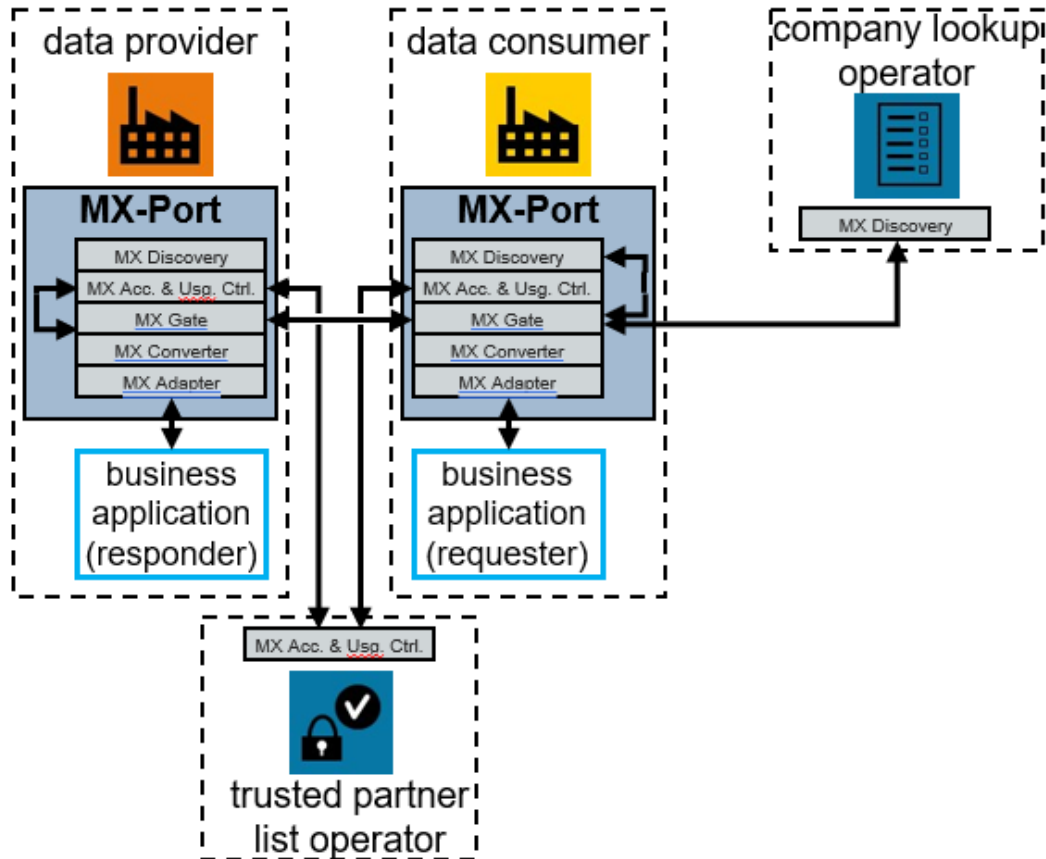 data provider
MX-Port
MX Discovery
MX Acc. & Usg. Ctrl.
MX Gate
MX Converter
MX Adapter
business
application
(responder)
data consumer
MX-Port
MX Discovery
MX Acc. & Usg. Ctrl.
MX Gate
MX Converter
MX Adapter
business
application
(requester)
company lookup
operator
MX Discovery
MX Acc. & Usg. Ctrl.
trusted partner
list operator